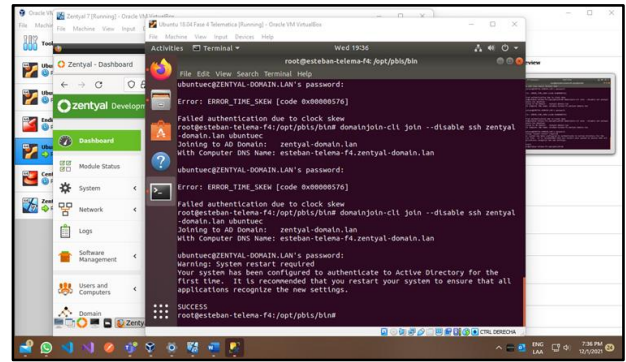 Zentyal 7 [Running] - Oracle VM VirtualBox
Ubuntu 18.04 Fase 4 Telematica [Running] - Oracle VM VirtualBox
File Machine View Input Devices Help
Activities Terminal Wed 19:36
root@esteban-telema-f4: /opt/pbis/bin
File Edit View Search Terminal Help
ubuntuec@ZENTYAL-DOMAIN.LAN's password:
Error: ERROR_TIME_SKEW [code 0x00000576]
Failed authentication due to clock skew
root@esteban-telema-f4:/opt/pbis/bin# domainjoin-cli join --disable ssh zentyal
-domain.lan ubuntuec
Joining to AD Domain: zentyal-domain.lan
With Computer DNS Name: esteban-telema-f4.zentyal-domain.lan
ubuntuec@ZENTYAL-DOMAIN.LAN's password:
Error: ERROR_TIME_SKEW [code 0x00000576]
Failed authentication due to clock skew
root@esteban-telema-f4:/opt/pbis/bin# domainjoin-cli join --disable ssh zentyal
-domain.lan ubuntuec
Joining to AD Domain: zentyal-domain.lan
With Computer DNS Name: esteban-telema-f4.zentyal-domain.lan
ubuntuec@ZENTYAL-DOMAIN.LAN's password:
Warning: System restart required
Your system has been configured to authenticate to Active Directory for the
first time. It is recommended that you restart your system to ensure that all
applications recognize the new settings.
SUCCESS
root@esteban-telema-f4:/opt/pbis/bin#
Zentyal - Dashboard
zentyal Develop
Dashboard
Module Status
System
Network
Logs
Software
Management
Users and
Computers
Domain
Zenty
CTRL DERECHA
ENG
LAA
7:36 PM
12/1/2021